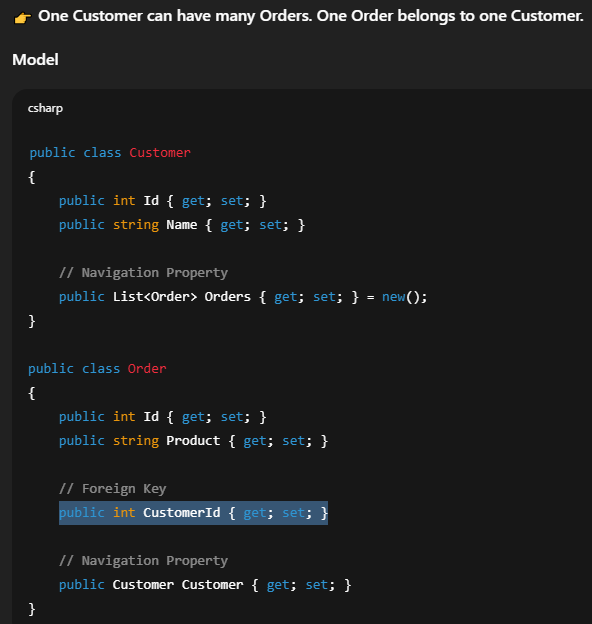 👉 One Customer can have many Orders. One Order belongs to one Customer.
Model
csharp
public class Customer
{
    public int Id { get; set; }
    public string Name { get; set; }

    // Navigation Property
    public List<Order> Orders { get; set; } = new();
}

public class Order
{
    public int Id { get; set; }
    public string Product { get; set; }

    // Foreign Key
    public int CustomerId { get; set; }

    // Navigation Property
    public Customer Customer { get; set; }
}